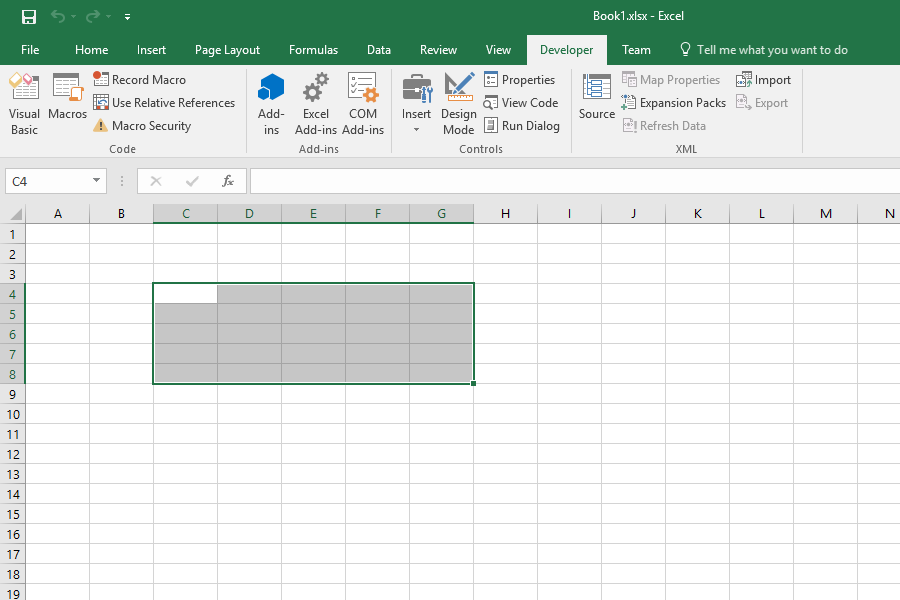 Book1.xlsx - Excel
File Home Insert Page Layout Formulas Data Review View Developer Team Tell me what you want to do
Visual Basic
Macros
Record Macro
Use Relative References
Macro Security
Code
Add-ins
Excel Add-ins
COM Add-ins
Add-ins
Insert
Design Mode
Properties
View Code
Run Dialog
Controls
Source
Map Properties
Expansion Packs
Refresh Data
Import
Export
XML
C4 fx
A B C D E F G H I J K L M N
1
2
3
4
5
6
7
8
9
10
11
12
13
14
15
16
17
18
19